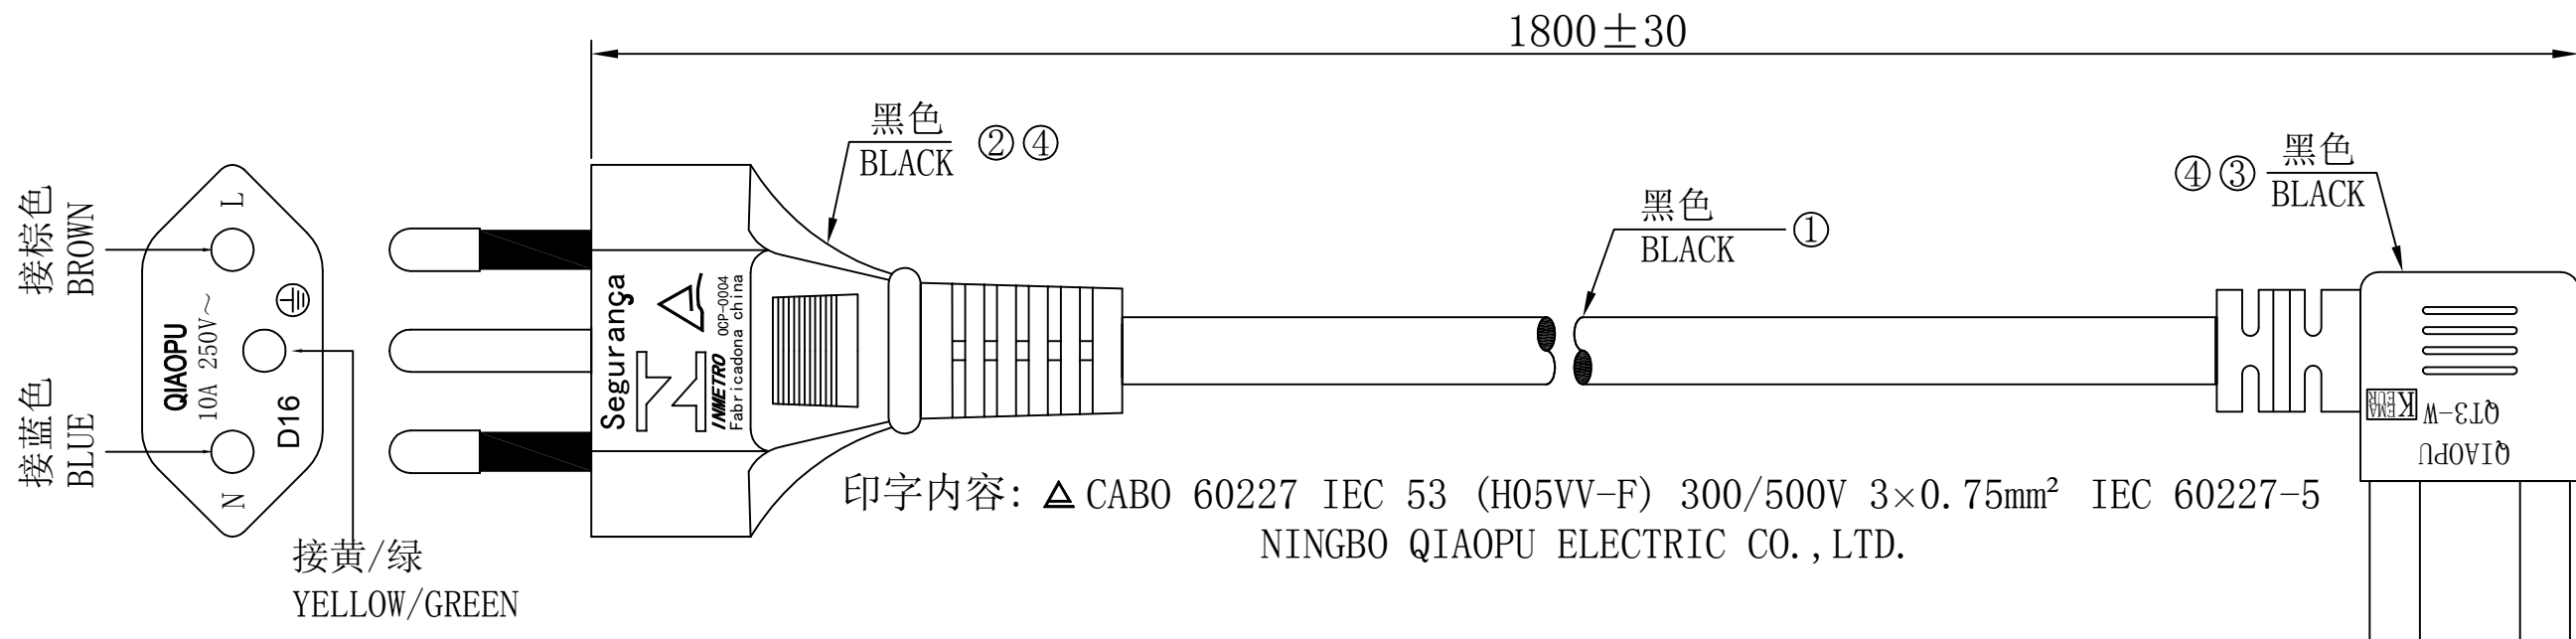 1800±30
黑色
BLACK
②④
黑色
BLACK
①
④③
黑色
BLACK
接棕色
BROWN
接蓝色
BLUE
接黄/绿
YELLOW/GREEN
L
N
QIAOPU
10A 250V~
D16
Segurança
INMETRO
OCP-0004
Fabricadona china
KEMA
KEUR
QT3-W
QIAOPU
印字内容: CABO 60227 IEC 53 (H05VV-F) 300/500V 3×0.75mm² IEC 60227-5
NINGBO QIAOPU ELECTRIC CO.,LTD.